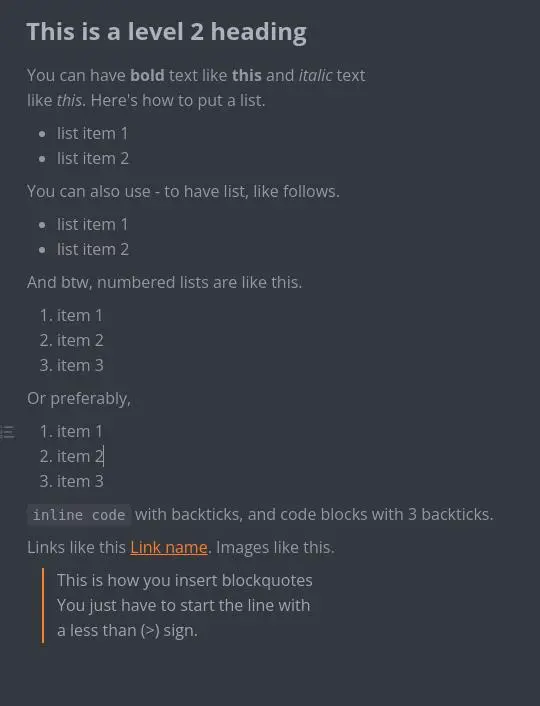 This is a level 2 heading
You can have bold text like this and italic text
like this. Here's how to put a list.
• list item 1
• list item 2
You can also use - to have list, like follows.
• list item 1
• list item 2
And btw, numbered lists are like this.
1. item 1
2. item 2
3. item 3
Or preferably,
1. item 1
2. item 2
3. item 3
inline code with backticks, and code blocks with 3 backticks.
Links like this Link name. Images like this.
This is how you insert blockquotes
You just have to start the line with
a less than (>) sign.